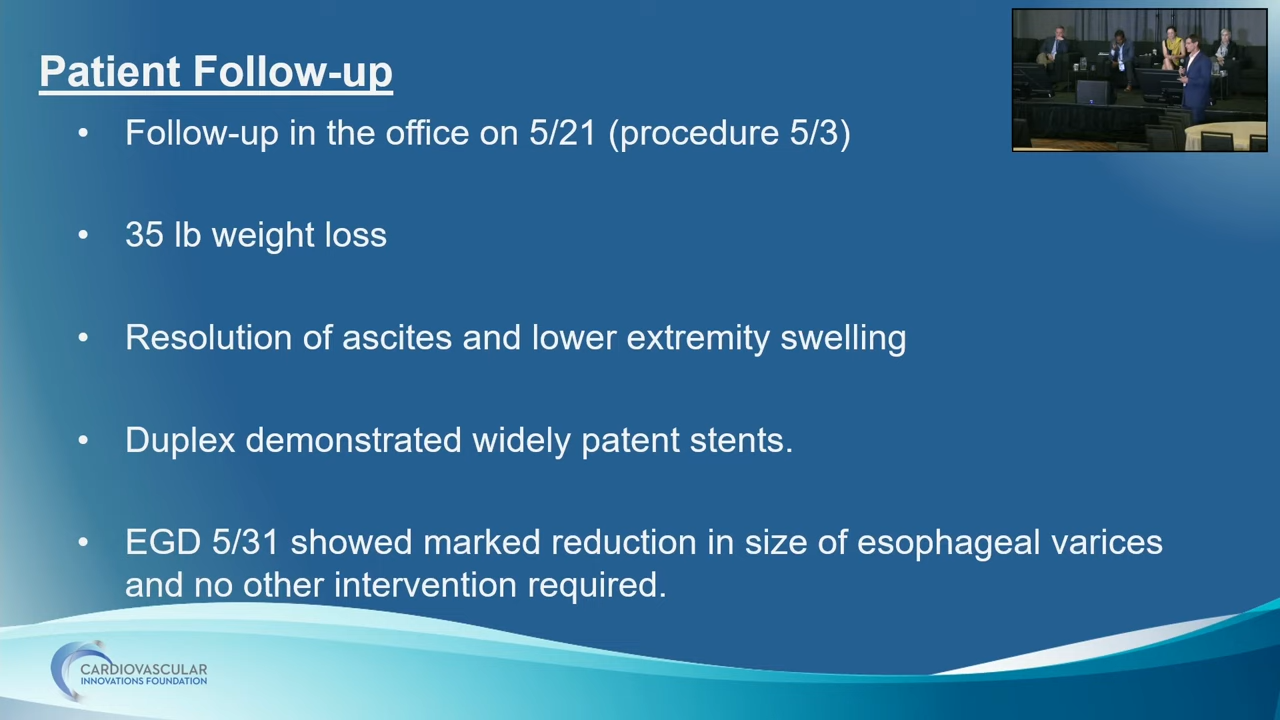 Patient Follow-up
• Follow-up in the office on 5/21 (procedure 5/3)
• 35 lb weight loss
• Resolution of ascites and lower extremity swelling
• Duplex demonstrated widely patent stents.
• EGD 5/31 showed marked reduction in size of esophageal varices
and no other intervention required.
CARDIOVASCULAR
INNOVATIONS FOUNDATION